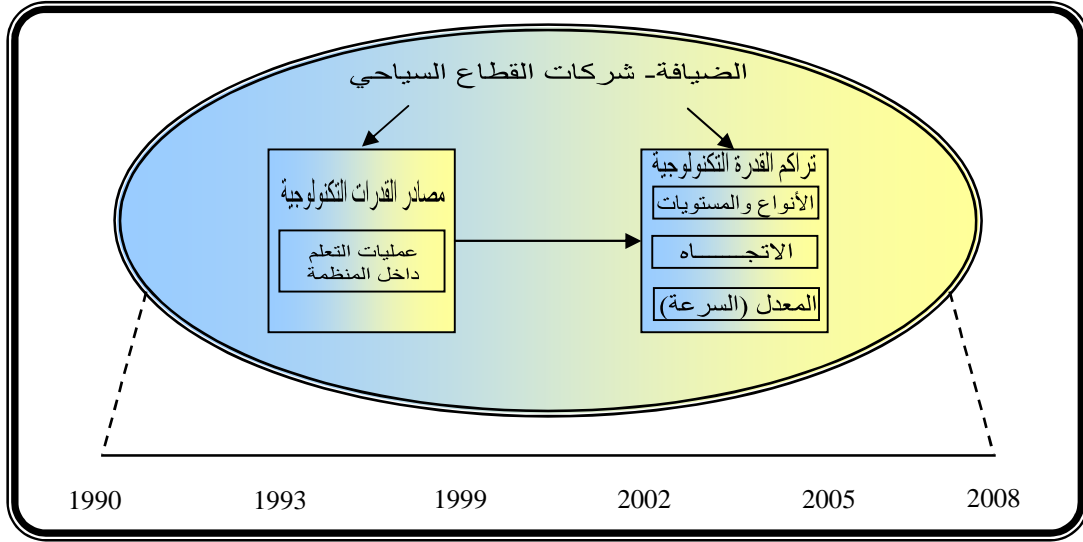 الضيافة- شركات القطاع السياحي
تراكم القدرة التكنولوجية
الأنواع والمستويات
الاتجـــــــاه
المعدل (السرعة)
مصادر القدرات التكنولوجية
عمليات التعلم
داخل المنظمة
1990 1993 1999 2002 2005 2008